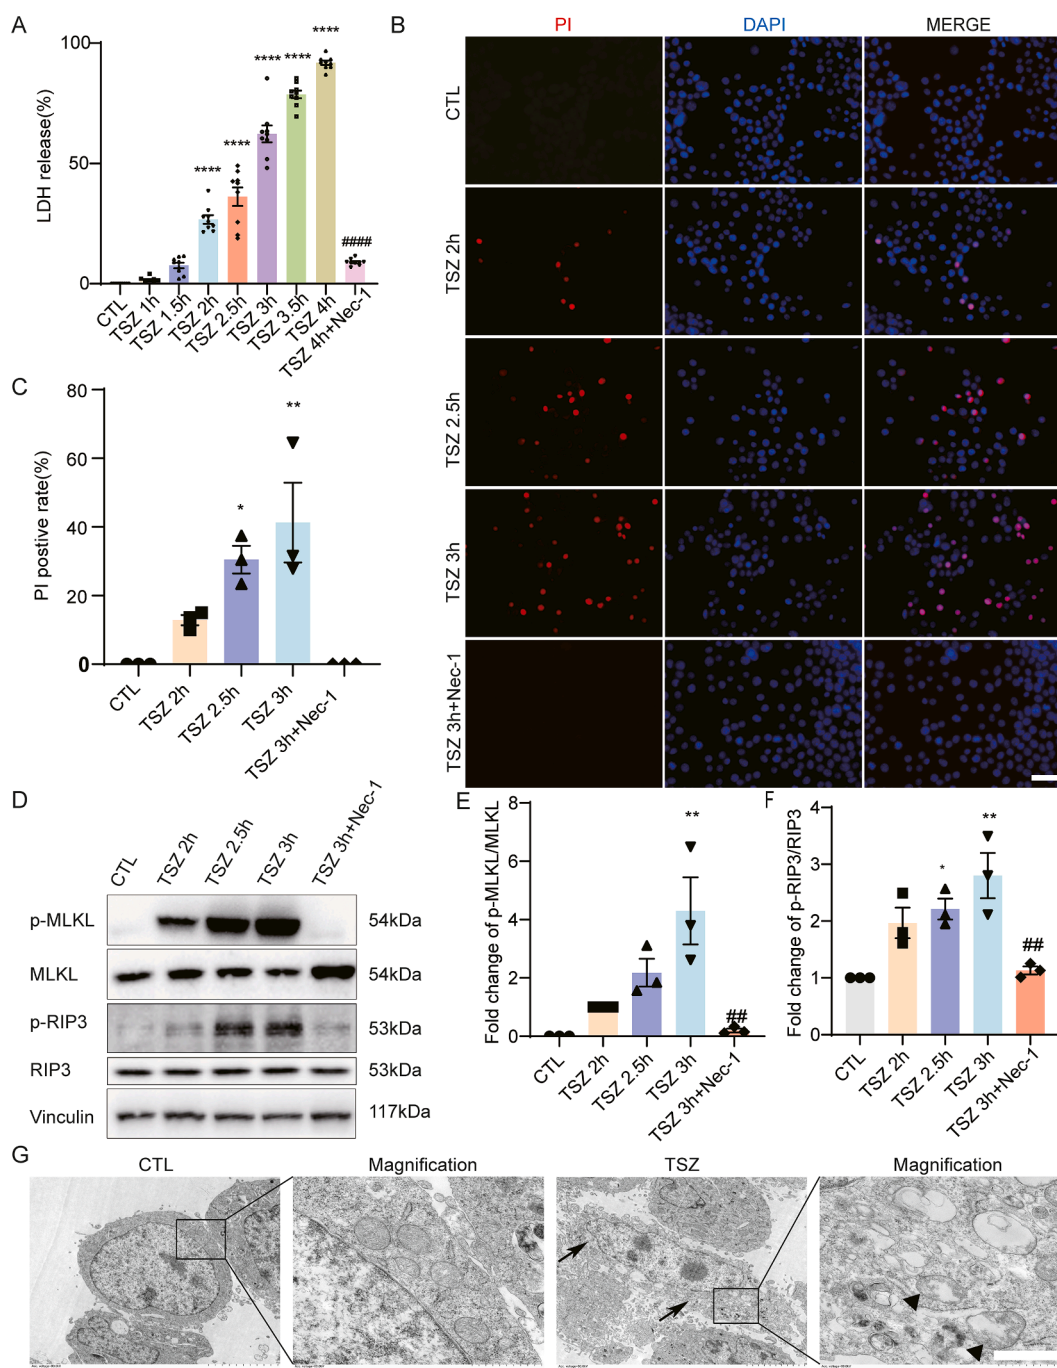 A
LDH release(%)
100
50
0
****
****
****
****
****
####
CTL
TSZ 1h
TSZ 1.5h
TSZ 2h
TSZ 2.5h
TSZ 3h
TSZ 3.5h
TSZ 4h
TSZ 4h+Nec-1
B
PI
DAPI
MERGE
CTL
TSZ 2h
TSZ 2.5h
TSZ 3h
TSZ 3h+Nec-1
C
PI postive rate(%)
80
60
40
20
0
*
**
CTL
TSZ 2h
TSZ 2.5h
TSZ 3h
TSZ 3h+Nec-1
D
CTL
TSZ 2h
TSZ 2.5h
TSZ 3h
TSZ 3h+Nec-1
p-MLKL 54kDa
MLKL 54kDa
p-RIP3 53kDa
RIP3 53kDa
Vinculin 117kDa
E
Fold change of p-MLKL/MLKL
8
6
4
2
0
**
##
CTL
TSZ 2h
TSZ 2.5h
TSZ 3h
TSZ 3h+Nec-1
F
Fold change of p-RIP3/RIP3
4
3
2
1
0
*
**
##
CTL
TSZ 2h
TSZ 2.5h
TSZ 3h
TSZ 3h+Nec-1
G
CTL
Magnification
TSZ
Magnification